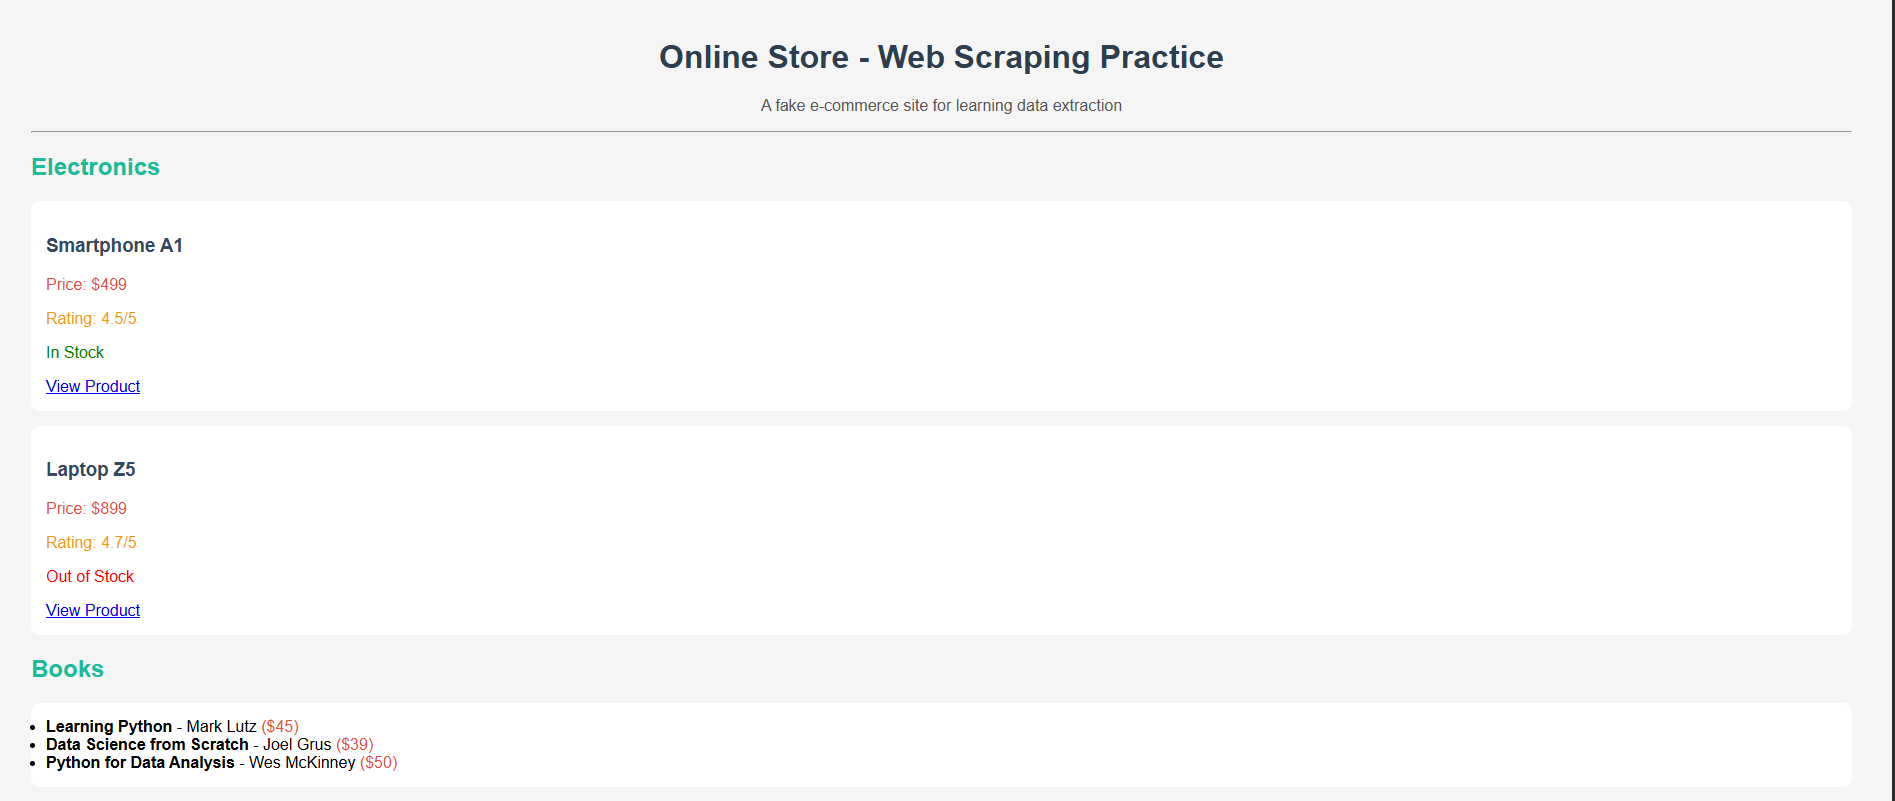 Online Store - Web Scraping Practice
A fake e-commerce site for learning data extraction
Electronics
Smartphone A1
Price: $499
Rating: 4.5/5
In Stock
View Product
Laptop Z5
Price: $899
Rating: 4.7/5
Out of Stock
View Product
Books
• Learning Python - Mark Lutz ($45)
• Data Science from Scratch - Joel Grus ($39)
• Python for Data Analysis - Wes McKinney ($50)